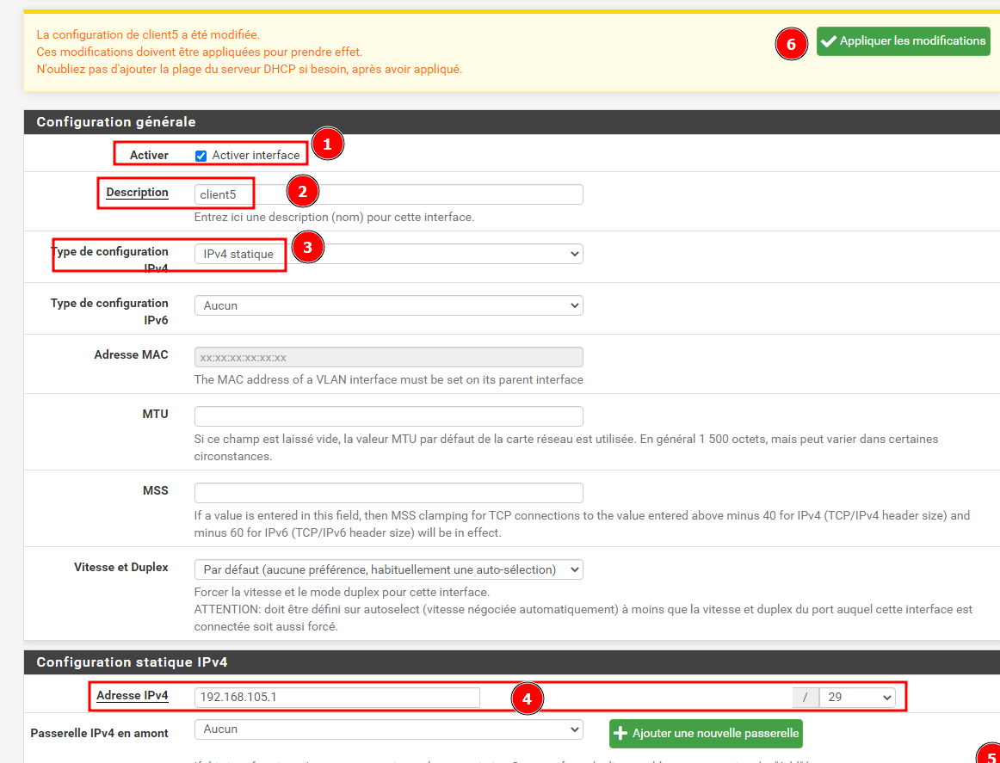 La configuration de client5 a été modifiée.
Ces modifications doivent être appliquées pour prendre effet.
N'oubliez pas d'ajouter la plage du serveur DHCP si besoin, après avoir appliqué.
6
Appliquer les modifications
Configuration générale
Activer
Activer interface
1
Description
client5
2
Entrez ici une description (nom) pour cette interface.
Type de configuration
IPv4
IPv4 statique
3
Type de configuration
IPv6
Aucun
Adresse MAC
xx:xx:xx:xx:xx:xx
The MAC address of a VLAN interface must be set on its parent interface
MTU
Si ce champ est laissé vide, la valeur MTU par défaut de la carte réseau est utilisée. En général 1 500 octets, mais peut varier dans certaines
circonstances.
MSS
If a value is entered in this field, then MSS clamping for TCP connections to the value entered above minus 40 for IPv4 (TCP/IPv4 header size) and
minus 60 for IPv6 (TCP/IPv6 header size) will be in effect.
Vitesse et Duplex
Par défaut (aucune préférence, habituellement une auto-sélection)
Forcer la vitesse et le mode duplex pour cette interface.
ATTENTION: doit être défini sur autoselect (vitesse négociée automatiquement) à moins que la vitesse et duplex du port auquel cette interface est
connectée soit aussi forcé.
Configuration statique IPv4
Adresse IPv4
192.168.105.1
4
/
29
Passerelle IPv4 en amont
Aucun
Ajouter une nouvelle passerelle
5